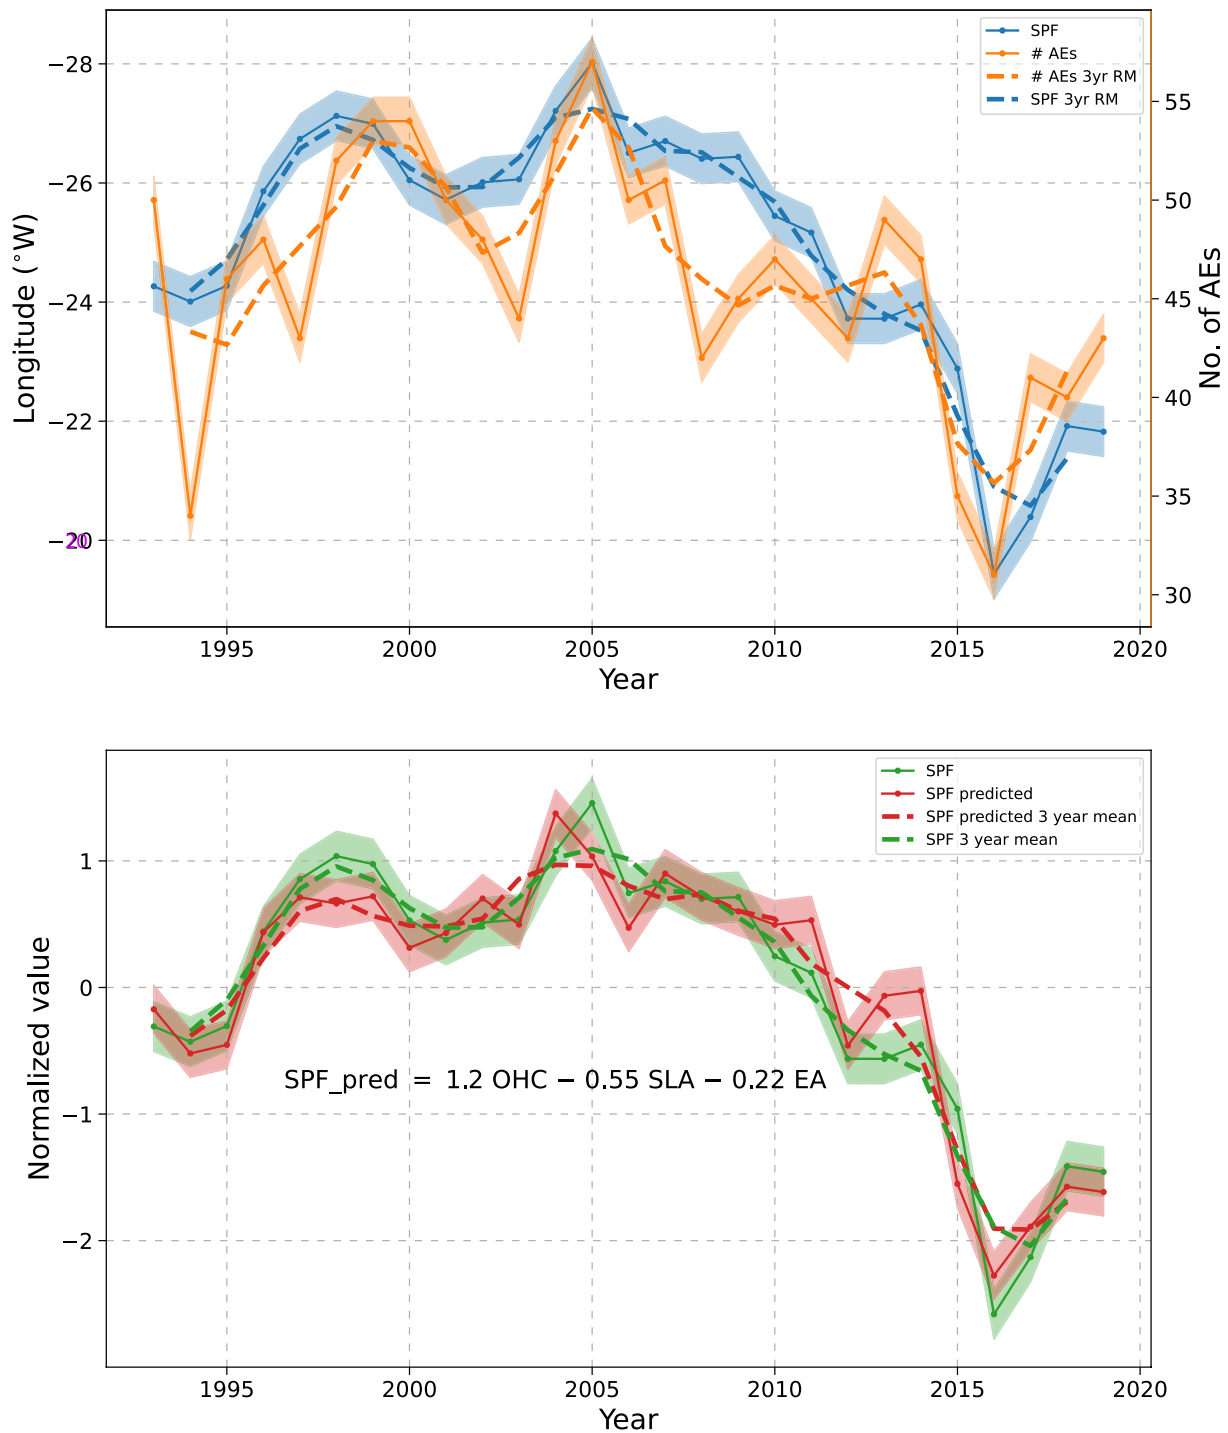 SPF
# AEs
# AEs 3yr RM
SPF 3yr RM
−28
−26
−24
−22
−20
Longitude (°W)
55
50
45
40
35
30
No. of AEs
1995 2000 2005 2010 2015 2020
Year
SPF
SPF predicted
SPF predicted 3 year mean
SPF 3 year mean
1
0
−1
−2
Normalized value
SPF_pred = 1.2 OHC − 0.55 SLA − 0.22 EA
1995 2000 2005 2010 2015 2020
Year